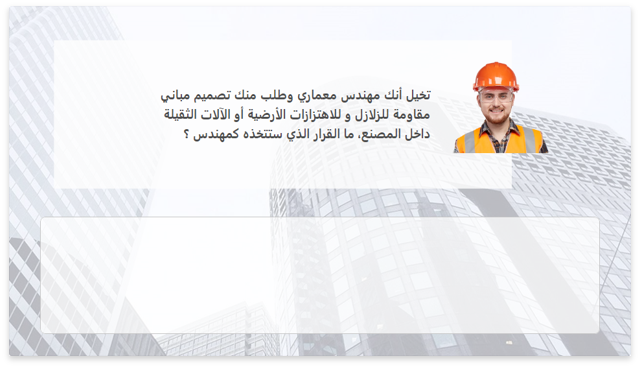 تخيل أنك مهندس معماري وطلب منك تصميم مباني
مقاومة للزلازل و للاهتزازات الأرضية أو الآلات الثقيلة
داخل المصنع، ما القرار الذي ستتخذه كمهندس ؟